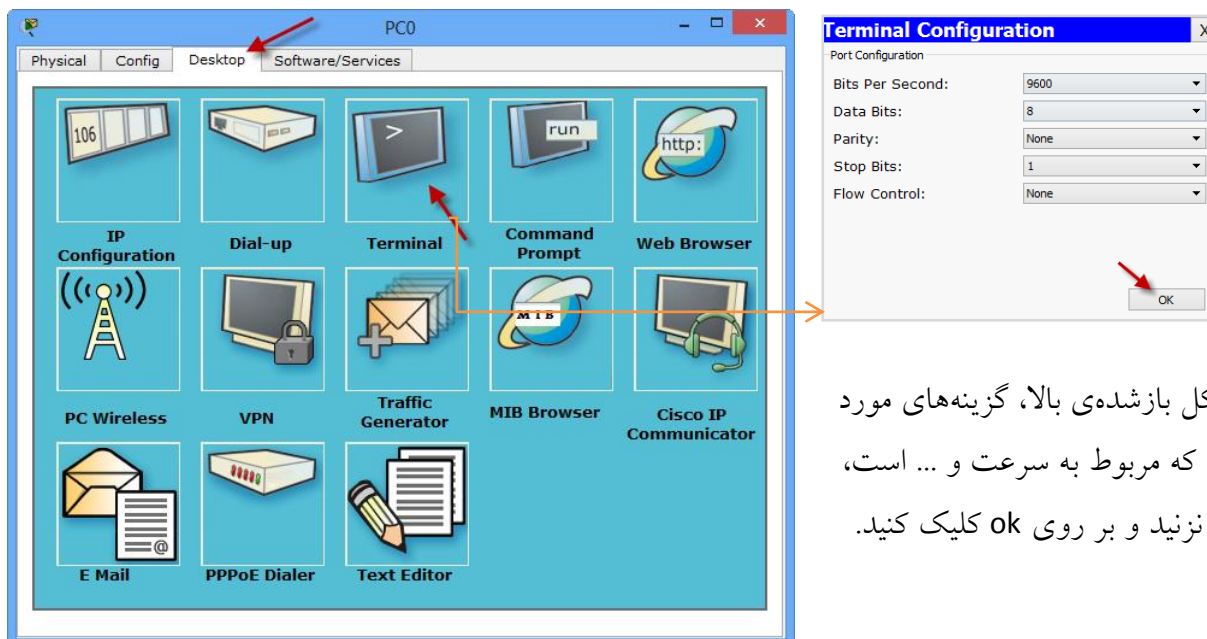 PC0
Physical Config Desktop Software/Services
106
>
run
http:
IP Configuration
Dial-up
Terminal
Command Prompt
Web Browser
MIB
PC Wireless
VPN
Traffic Generator
MIB Browser
Cisco IP Communicator
@
E Mail
PPPoE Dialer
Text Editor
Terminal Configuration X
Port Configuration
Bits Per Second: 9600
Data Bits: 8
Parity: None
Stop Bits: 1
Flow Control: None
OK
بازشده‌ی بالا، گزینه‌های مورد
که مربوط به سرعت و ... است،
نزنید و بر روی ok کلیک کنید.